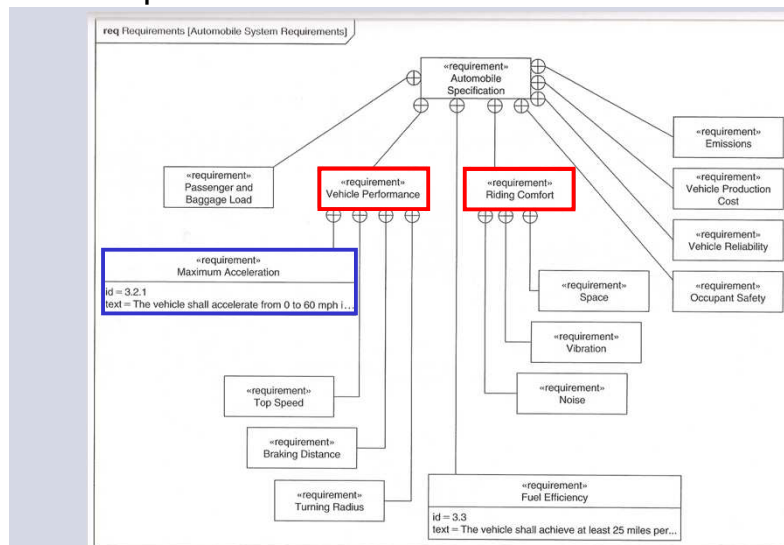 req Requirements [Automobile System Requirements]
«requirement»
Automobile
Specification
«requirement»
Emissions
«requirement»
Passenger and
Baggage Load
«requirement»
Vehicle Performance
«requirement»
Riding Comfort
«requirement»
Vehicle Production
Cost
«requirement»
Vehicle Reliability
«requirement»
Maximum Acceleration
id = 3.2.1
text = The vehicle shall accelerate from 0 to 60 mph i...
«requirement»
Space
«requirement»
Occupant Safety
«requirement»
Vibration
«requirement»
Top Speed
«requirement»
Noise
«requirement»
Braking Distance
«requirement»
Turning Radius
«requirement»
Fuel Efficiency
id = 3.3
text = The vehicle shall achieve at least 25 miles per...